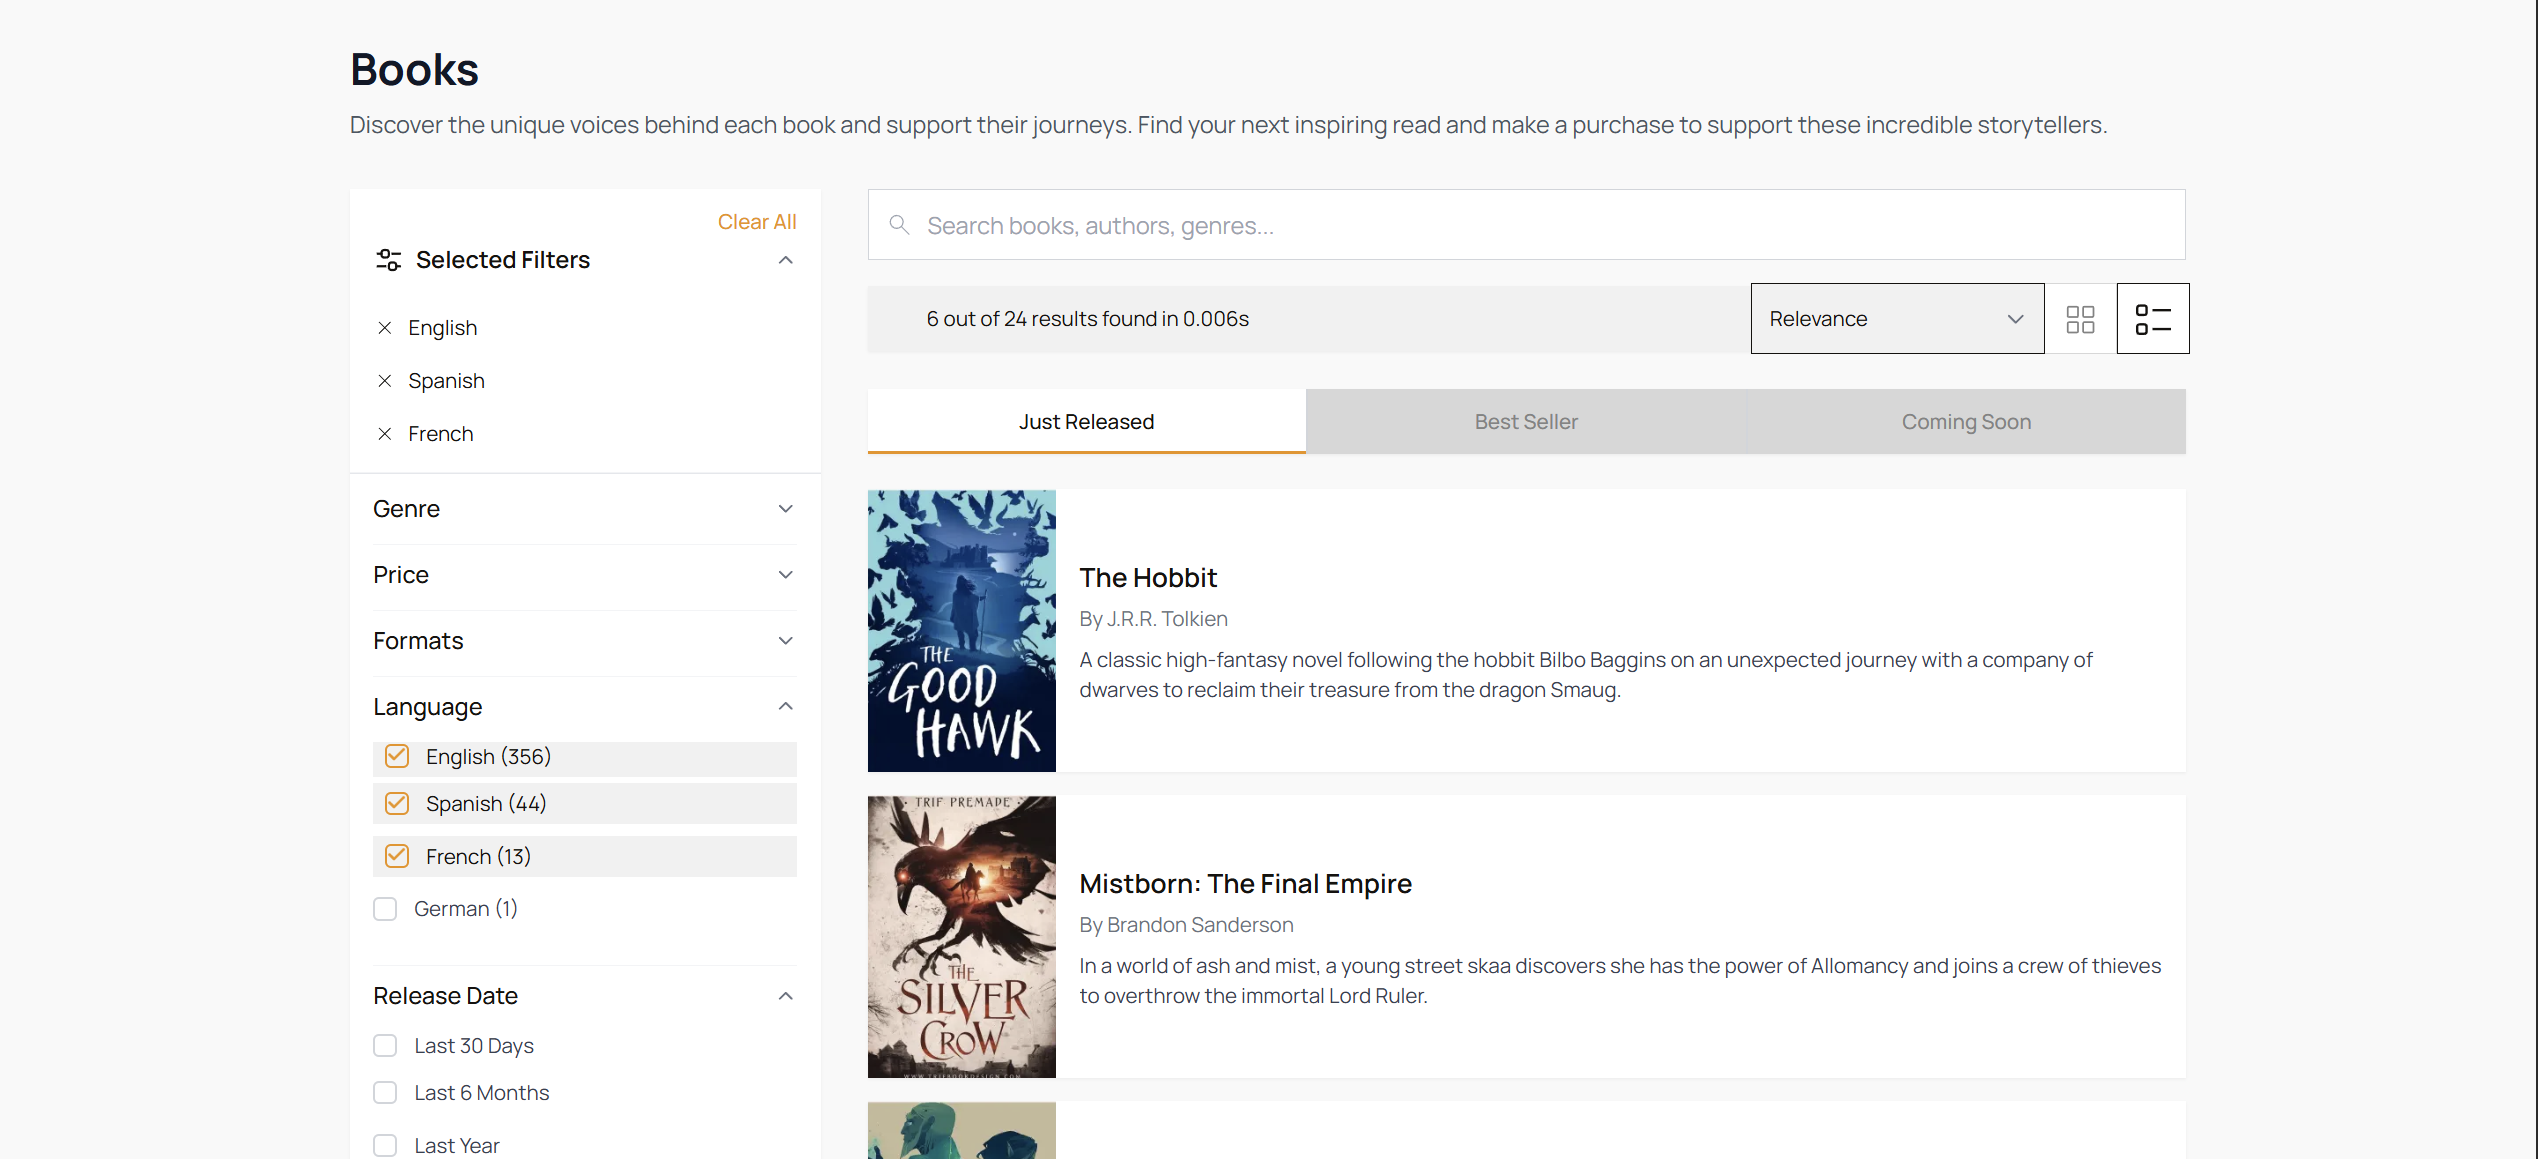 Books
Discover the unique voices behind each book and support their journeys. Find your next inspiring read and make a purchase to support these incredible storytellers.
Clear All
Selected Filters
English
Spanish
French
Genre
Price
Formats
Language
English (356)
Spanish (44)
French (13)
German (1)
Release Date
Last 30 Days
Last 6 Months
Last Year
Search books, authors, genres...
6 out of 24 results found in 0.006s
Relevance
Just Released
Best Seller
Coming Soon
THE
GOOD
HAWK
The Hobbit
By J.R.R. Tolkien
A classic high-fantasy novel following the hobbit Bilbo Baggins on an unexpected journey with a company of
dwarves to reclaim their treasure from the dragon Smaug.
TRIF PREMADE
THE
SILVER
CROW
Mistborn: The Final Empire
By Brandon Sanderson
In a world of ash and mist, a young street skaa discovers she has the power of Allomancy and joins a crew of thieves
to overthrow the immortal Lord Ruler.